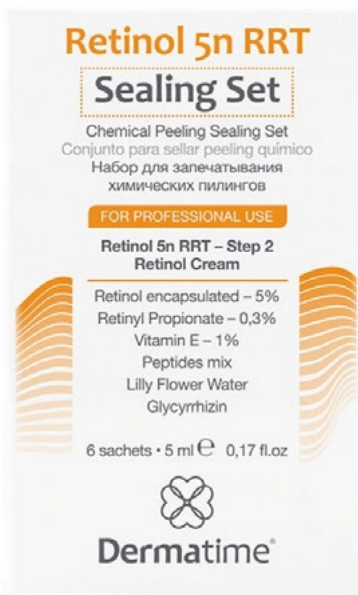 Retinol 5n RRT
Sealing Set
Chemical Peeling Sealing Set
Conjunto para sellar peeling químico
Набор для запечатывания
химических пилингов
FOR PROFESSIONAL USE
Retinol 5n RRT – Step 2
Retinol Cream
Retinol encapsulated – 5%
Retinyl Propionate – 0,3%
Vitamin E – 1%
Peptides mix
Lilly Flower Water
Glycyrrhizin
6 sachets • 5 ml ℮ 0,17 fl.oz
Dermatime®